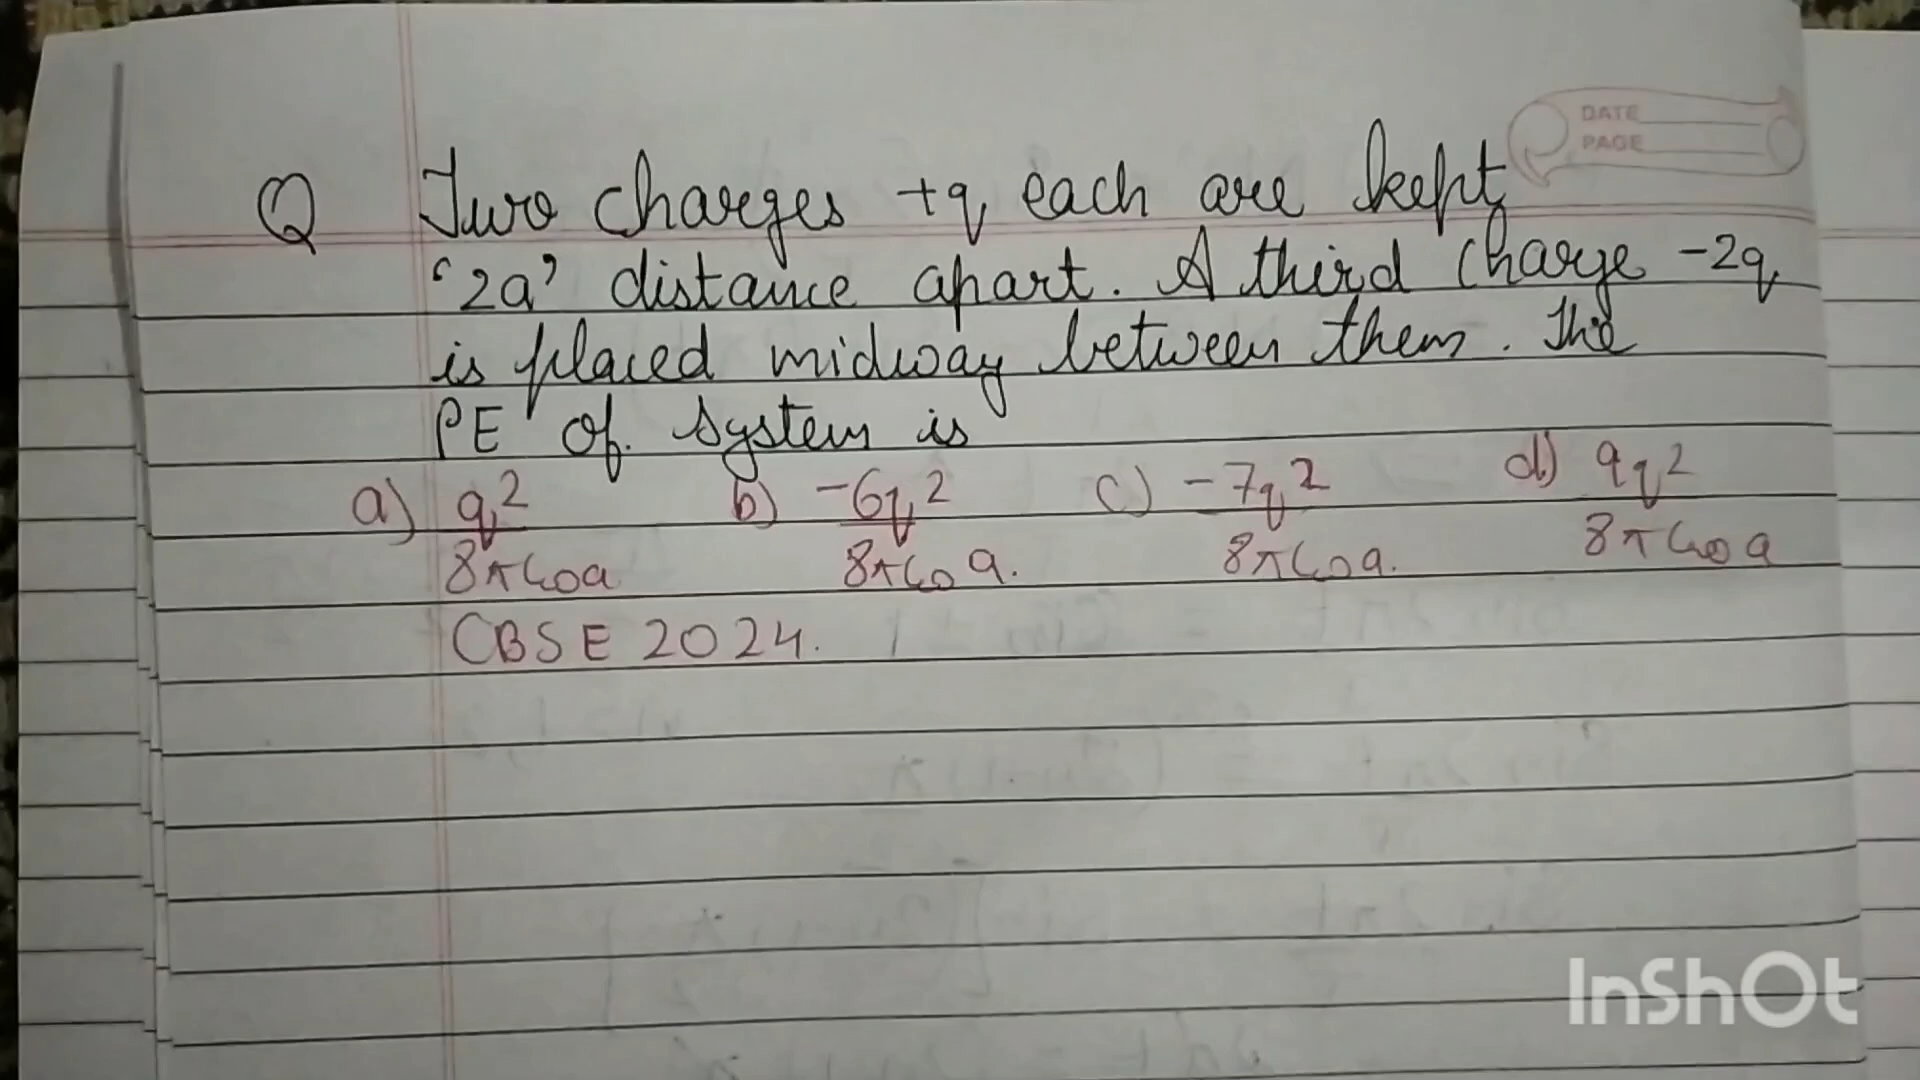 DATE
PAGE
Q Two charges +q each are kept
'2a' distance apart. A third charge -2q
is placed midway between them. The
PE of system is
a) q²/8πε₀a b) -6q²/8πε₀a. c) -7q²/8πε₀a. d) 9q²/8πε₀a
CBSE 2024.
InShOt